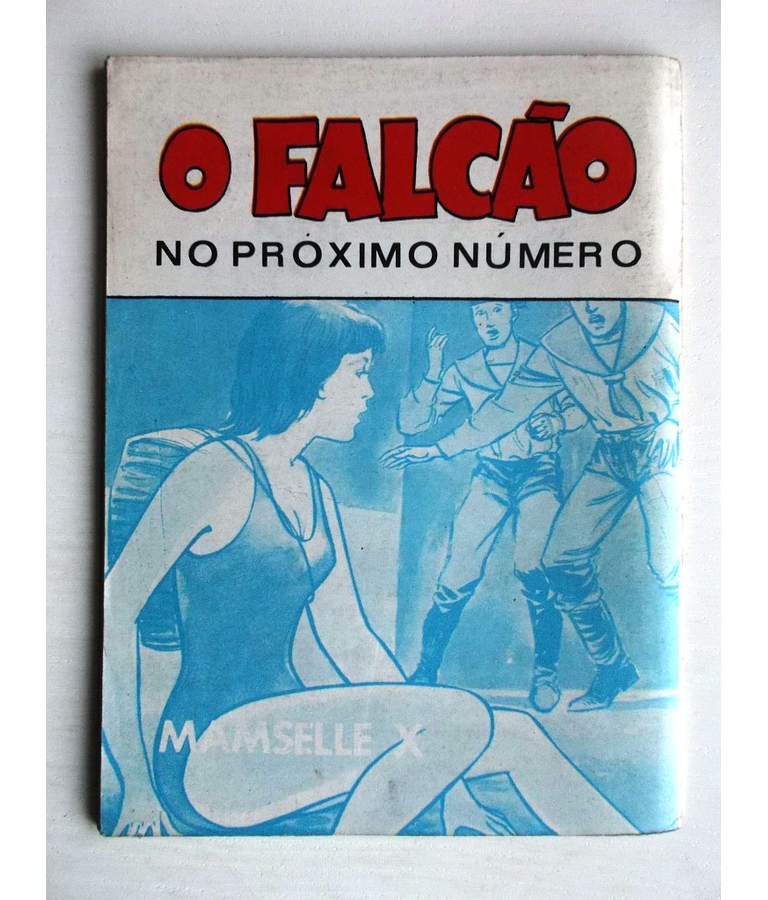 O FALCÃO
NO PRÓXIMO NÚMERO
MAMSELLE X